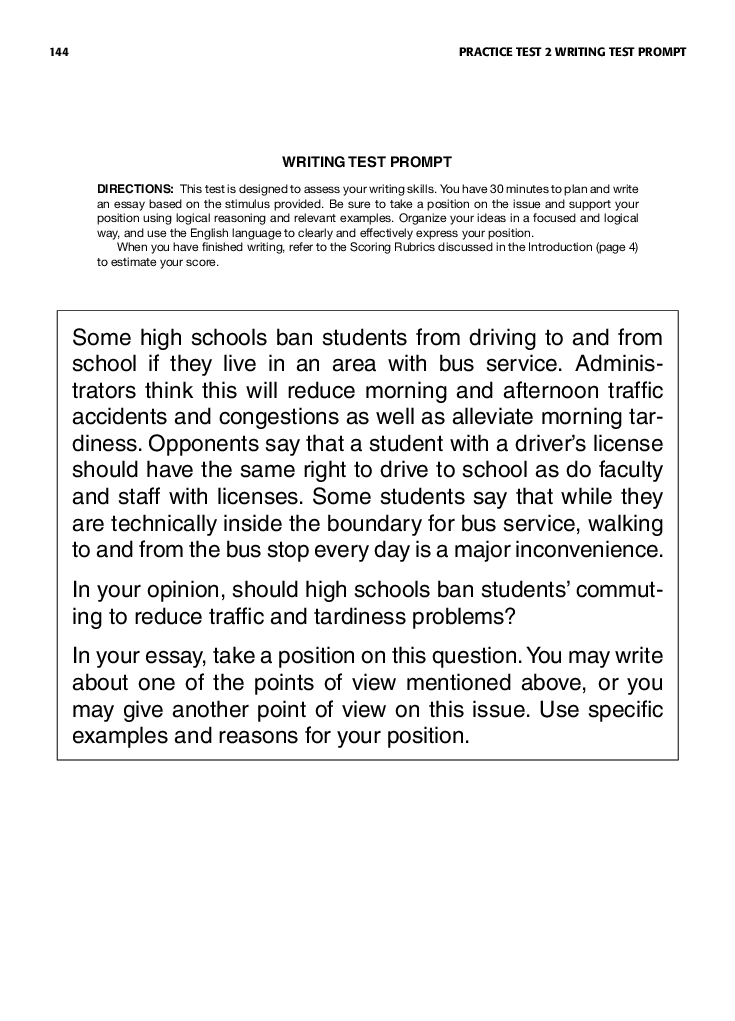 144
PRACTICE TEST 2 WRITING TEST PROMPT
WRITING TEST PROMPT
DIRECTIONS: This test is designed to assess your writing skills. You have 30 minutes to plan and write
an essay based on the stimulus provided. Be sure to take a position on the issue and support your
position using logical reasoning and relevant examples. Organize your ideas in a focused and logical
way, and use the English language to clearly and effectively express your position.
When you have finished writing, refer to the Scoring Rubrics discussed in the Introduction (page 4)
to estimate your score.
Some high schools ban students from driving to and from
school if they live in an area with bus service. Adminis-
trators think this will reduce morning and afternoon traffic
accidents and congestions as well as alleviate morning tar-
diness. Opponents say that a student with a driver's license
should have the same right to drive to school as do faculty
and staff with licenses. Some students say that while they
are technically inside the boundary for bus service, walking
to and from the bus stop every day is a major inconvenience.
In your opinion, should high schools ban students' commut-
ing to reduce traffic and tardiness problems?
In your essay, take a position on this question. You may write
about one of the points of view mentioned above, or you
may give another point of view on this issue. Use specific
examples and reasons for your position.